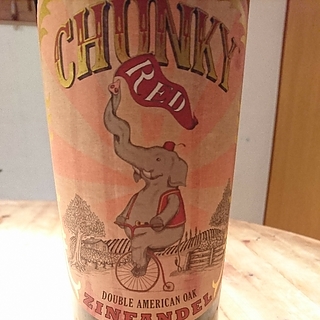 CHUNKY
RED
DOUBLE AMERICAN OAK
ZINFANDEL